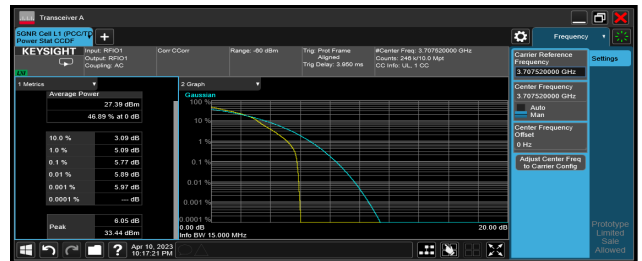 Transceiver A
5GNR Cell L1 (PCC/TD
Power Stat CCDF
Frequency
KEYSIGHT
LU
Input: RFIO1
Output: RFIO1
Coupling: AC
Corr CCorr
Range: -60 dBm
Trig: Prot Frame
Aligned
Trig Delay: 3.950 ms
#Center Freq: 3.707520000 GHz
Counts: 246 k/10.0 Mpt
CC Info: UL, 1 CC
Carrier Reference
Frequency
3.707520000 GHz
Settings
Center Frequency
3.707520000 GHz
Auto
Man
Center Frequency
Offset
0 Hz
Adjust Center Freq
to Carrier Config
Prototype
Limited
Sale
Allowed
1 Metrics
Average Power
27.39 dBm
46.89 % at 0 dB
10.0 % 3.09 dB
1.0 % 5.09 dB
0.1 % 5.77 dB
0.01 % 5.89 dB
0.001 % 5.97 dB
0.0001 % --- dB
Peak 6.05 dB
33.44 dBm
2 Graph
Gaussian
100 %
10 %
1 %
0.1 %
0.01 %
0.001 %
0.0001 %
0.00 dB
20.00 dB
Info BW 15.000 MHz
Apr 10, 2023
10:17:21 PM